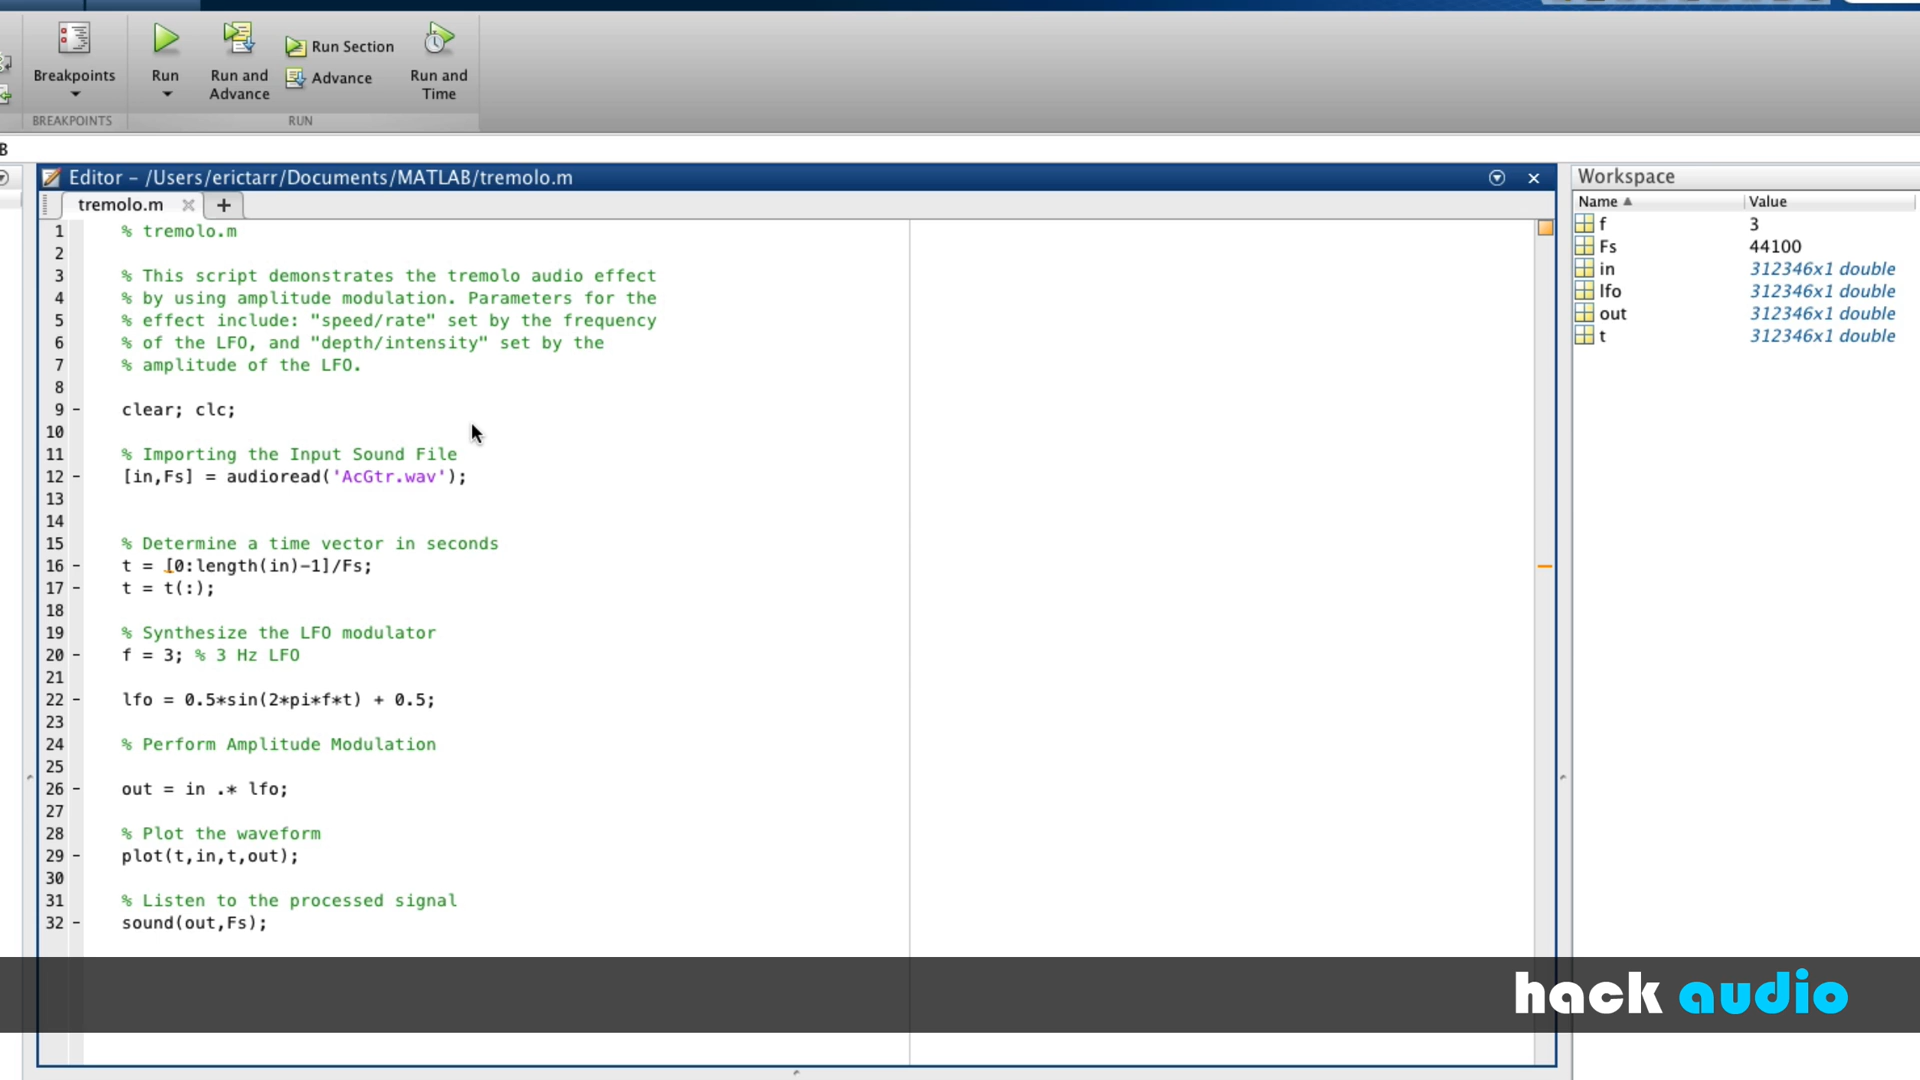 Breakpoints
BREAKPOINTS
Run
Run and
Advance
Run Section
Advance
Run and
Time
RUN
B
Editor – /Users/erictarr/Documents/MATLAB/tremolo.m
tremolo.m
+
1 % tremolo.m
2
3 % This script demonstrates the tremolo audio effect
4 % by using amplitude modulation. Parameters for the
5 % effect include: "speed/rate" set by the frequency
6 % of the LFO, and "depth/intensity" set by the
7 % amplitude of the LFO.
8
9 – clear; clc;
10
11 % Importing the Input Sound File
12 – [in,Fs] = audioread('AcGtr.wav');
13
14
15 % Determine a time vector in seconds
16 – t = [0:length(in)-1]/Fs;
17 – t = t(:);
18
19 % Synthesize the LFO modulator
20 – f = 3; % 3 Hz LFO
21
22 – lfo = 0.5*sin(2*pi*f*t) + 0.5;
23
24 % Perform Amplitude Modulation
25
26 – out = in .* lfo;
27
28 % Plot the waveform
29 – plot(t,in,t,out);
30
31 % Listen to the processed signal
32 – sound(out,Fs);
Workspace
Name Value
f 3
Fs 44100
in 312346x1 double
lfo 312346x1 double
out 312346x1 double
t 312346x1 double
hack audio